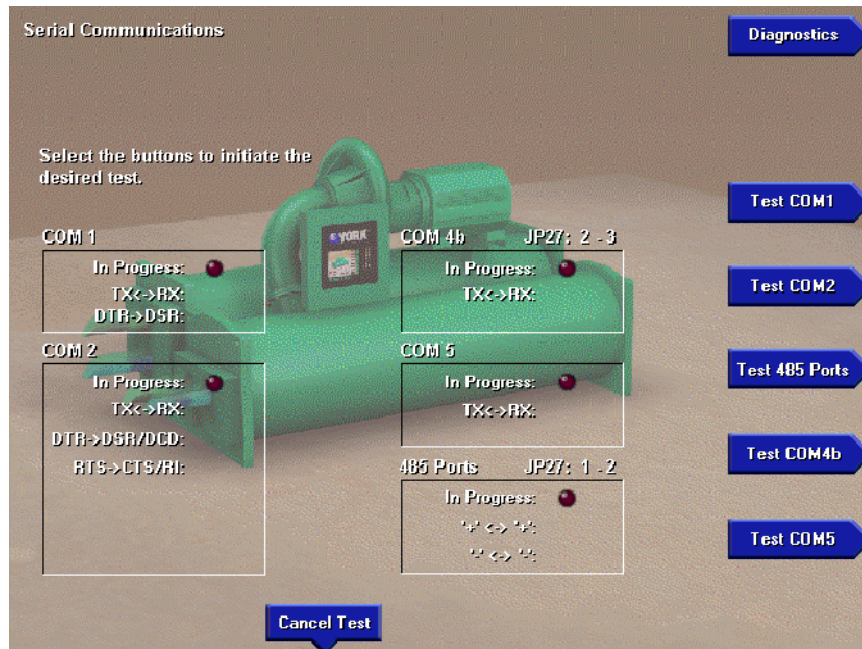 Serial Communications
Diagnostics
Select the buttons to initiate the
desired test.
Test COM1
YORK
COM 1
In Progress:
TX<->RX:
DTR->DSR:
COM 4b JP27: 2 - 3
In Progress:
TX<->RX:
Test COM2
COM 2
In Progress:
TX<->RX:
DTR->DSR/DCD:
RTS->CTS/RI:
COM 5
In Progress:
TX<->RX:
Test 485 Ports
485 Ports JP27: 1 - 2
In Progress:
"+" <-> "+":
"-" <-> "-":
Test COM4b
Test COM5
Cancel Test